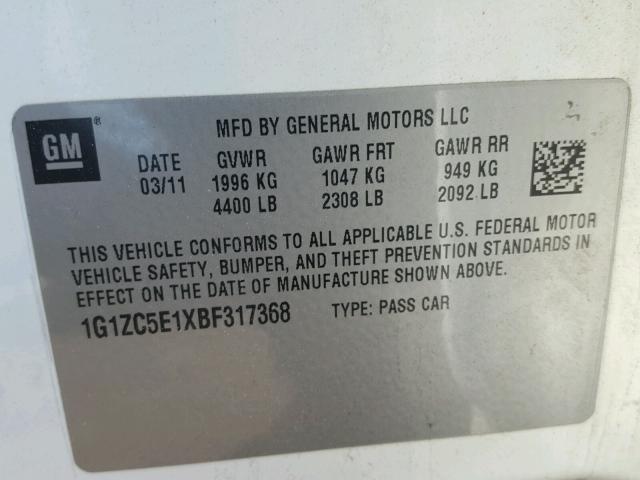 GM®
MFD BY GENERAL MOTORS LLC
DATE GVWR GAWR FRT GAWR RR
03/11 1996 KG 1047 KG 949 KG
4400 LB 2308 LB 2092 LB
THIS VEHICLE CONFORMS TO ALL APPLICABLE U.S. FEDERAL MOTOR
VEHICLE SAFETY, BUMPER, AND THEFT PREVENTION STANDARDS IN
EFFECT ON THE DATE OF MANUFACTURE SHOWN ABOVE.
1G1ZC5E1XBF317368 TYPE: PASS CAR